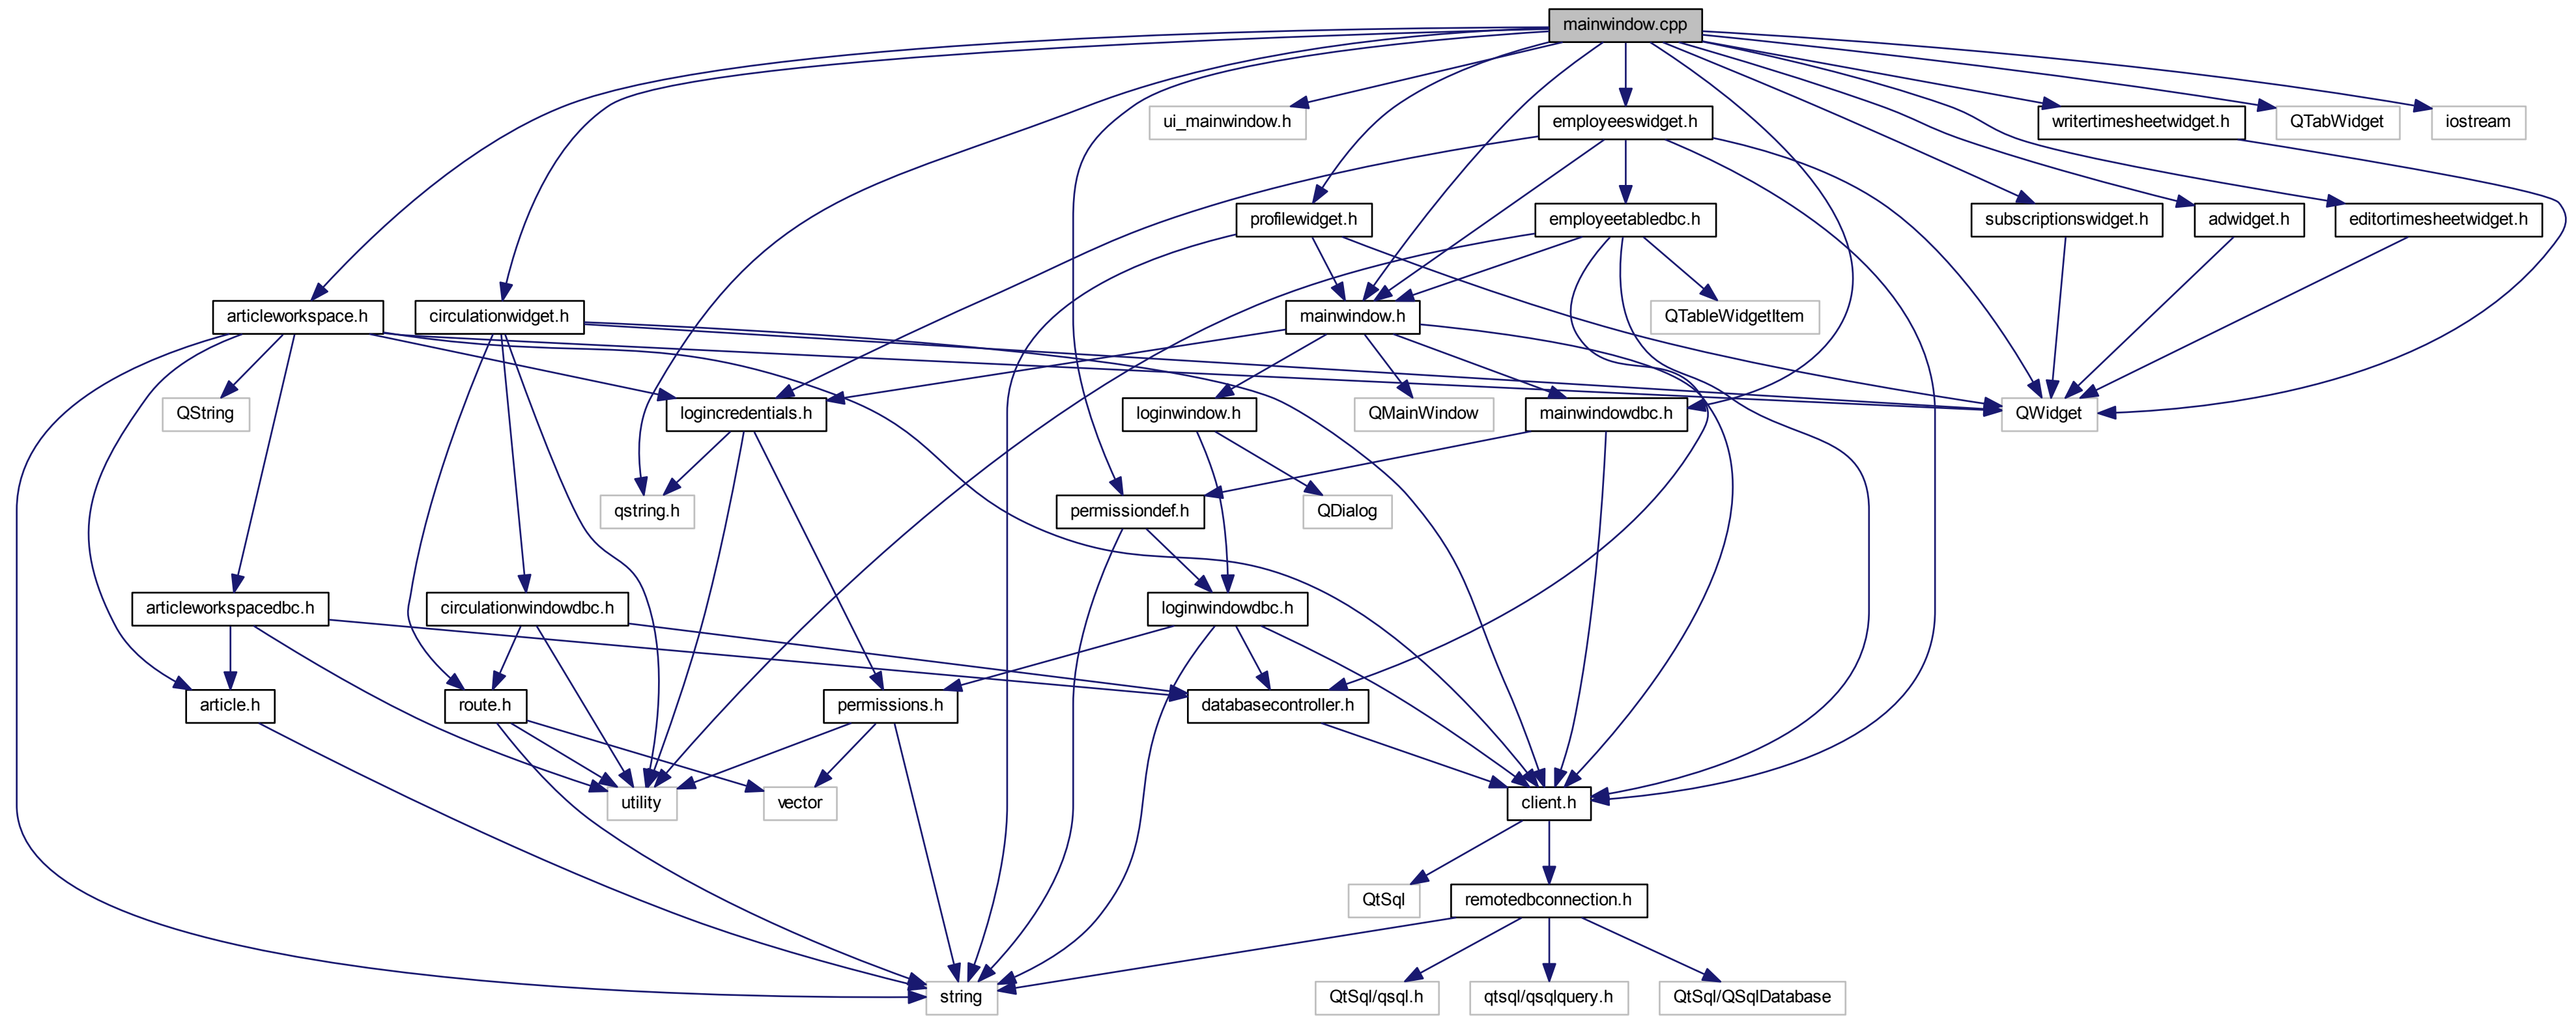 mainwindow.cpp
ui_mainwindow.h
employeeswidget.h
writertimesheetwidget.h
QTabWidget
iostream
profilewidget.h
employeetabledbc.h
subscriptionswidget.h
adwidget.h
editortimesheetwidget.h
articleworkspace.h
circulationwidget.h
mainwindow.h
QTableWidgetItem
QString
logincredentials.h
loginwindow.h
QMainWindow
mainwindowdbc.h
QWidget
qstring.h
permissiondef.h
QDialog
articleworkspacedbc.h
circulationwindowdbc.h
loginwindowdbc.h
article.h
route.h
permissions.h
databasecontroller.h
utility
vector
client.h
QtSql
remotedbconnection.h
string
QtSql/qsql.h
qtsql/qsqlquery.h
QtSql/QSqlDatabase